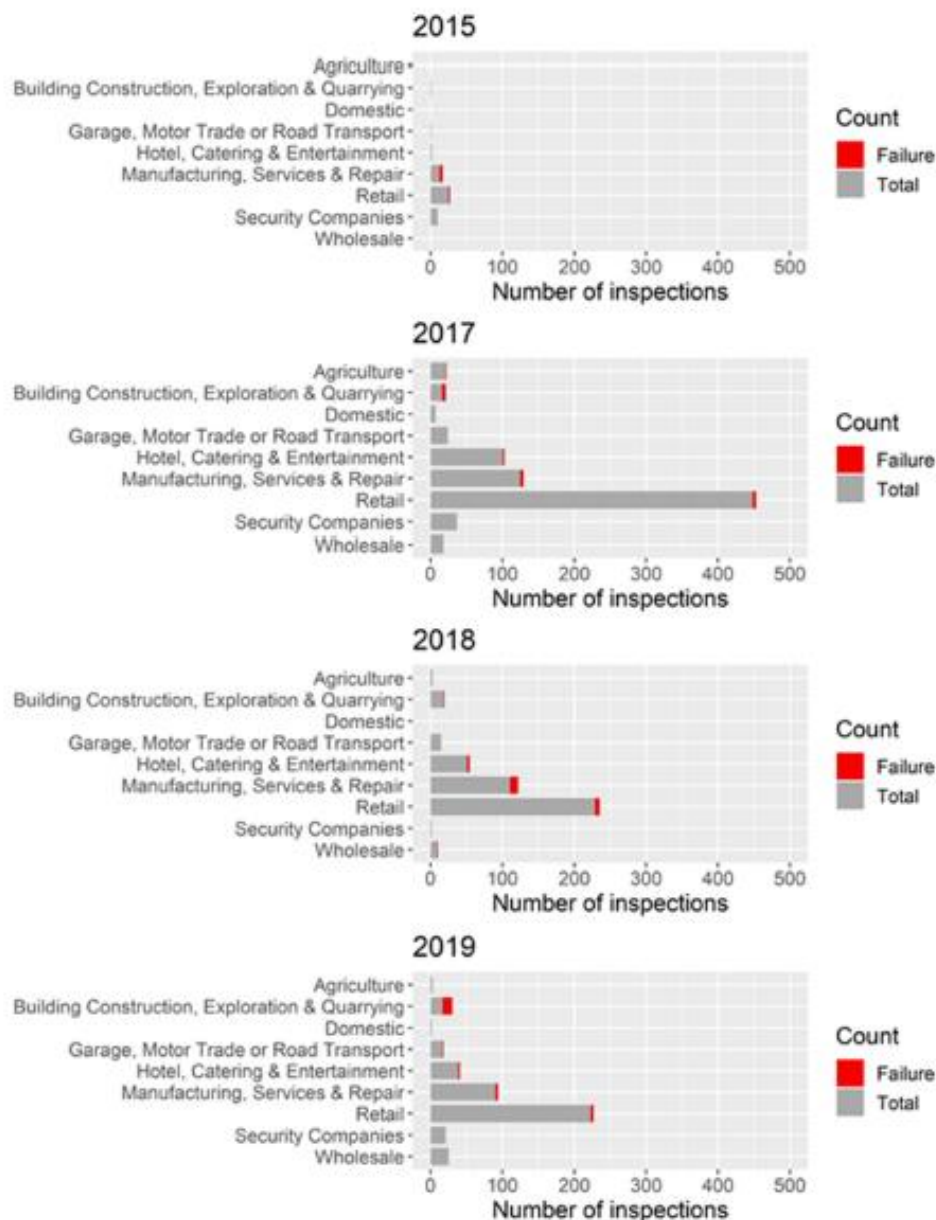 2015
Agriculture
Building Construction, Exploration & Quarrying
Domestic
Garage, Motor Trade or Road Transport
Hotel, Catering & Entertainment
Manufacturing, Services & Repair
Retail
Security Companies
Wholesale
0 100 200 300 400 500
Number of inspections
Count
Failure
Total
2017
Agriculture
Building Construction, Exploration & Quarrying
Domestic
Garage, Motor Trade or Road Transport
Hotel, Catering & Entertainment
Manufacturing, Services & Repair
Retail
Security Companies
Wholesale
0 100 200 300 400 500
Number of inspections
Count
Failure
Total
2018
Agriculture
Building Construction, Exploration & Quarrying
Domestic
Garage, Motor Trade or Road Transport
Hotel, Catering & Entertainment
Manufacturing, Services & Repair
Retail
Security Companies
Wholesale
0 100 200 300 400 500
Number of inspections
Count
Failure
Total
2019
Agriculture
Building Construction, Exploration & Quarrying
Domestic
Garage, Motor Trade or Road Transport
Hotel, Catering & Entertainment
Manufacturing, Services & Repair
Retail
Security Companies
Wholesale
0 100 200 300 400 500
Number of inspections
Count
Failure
Total